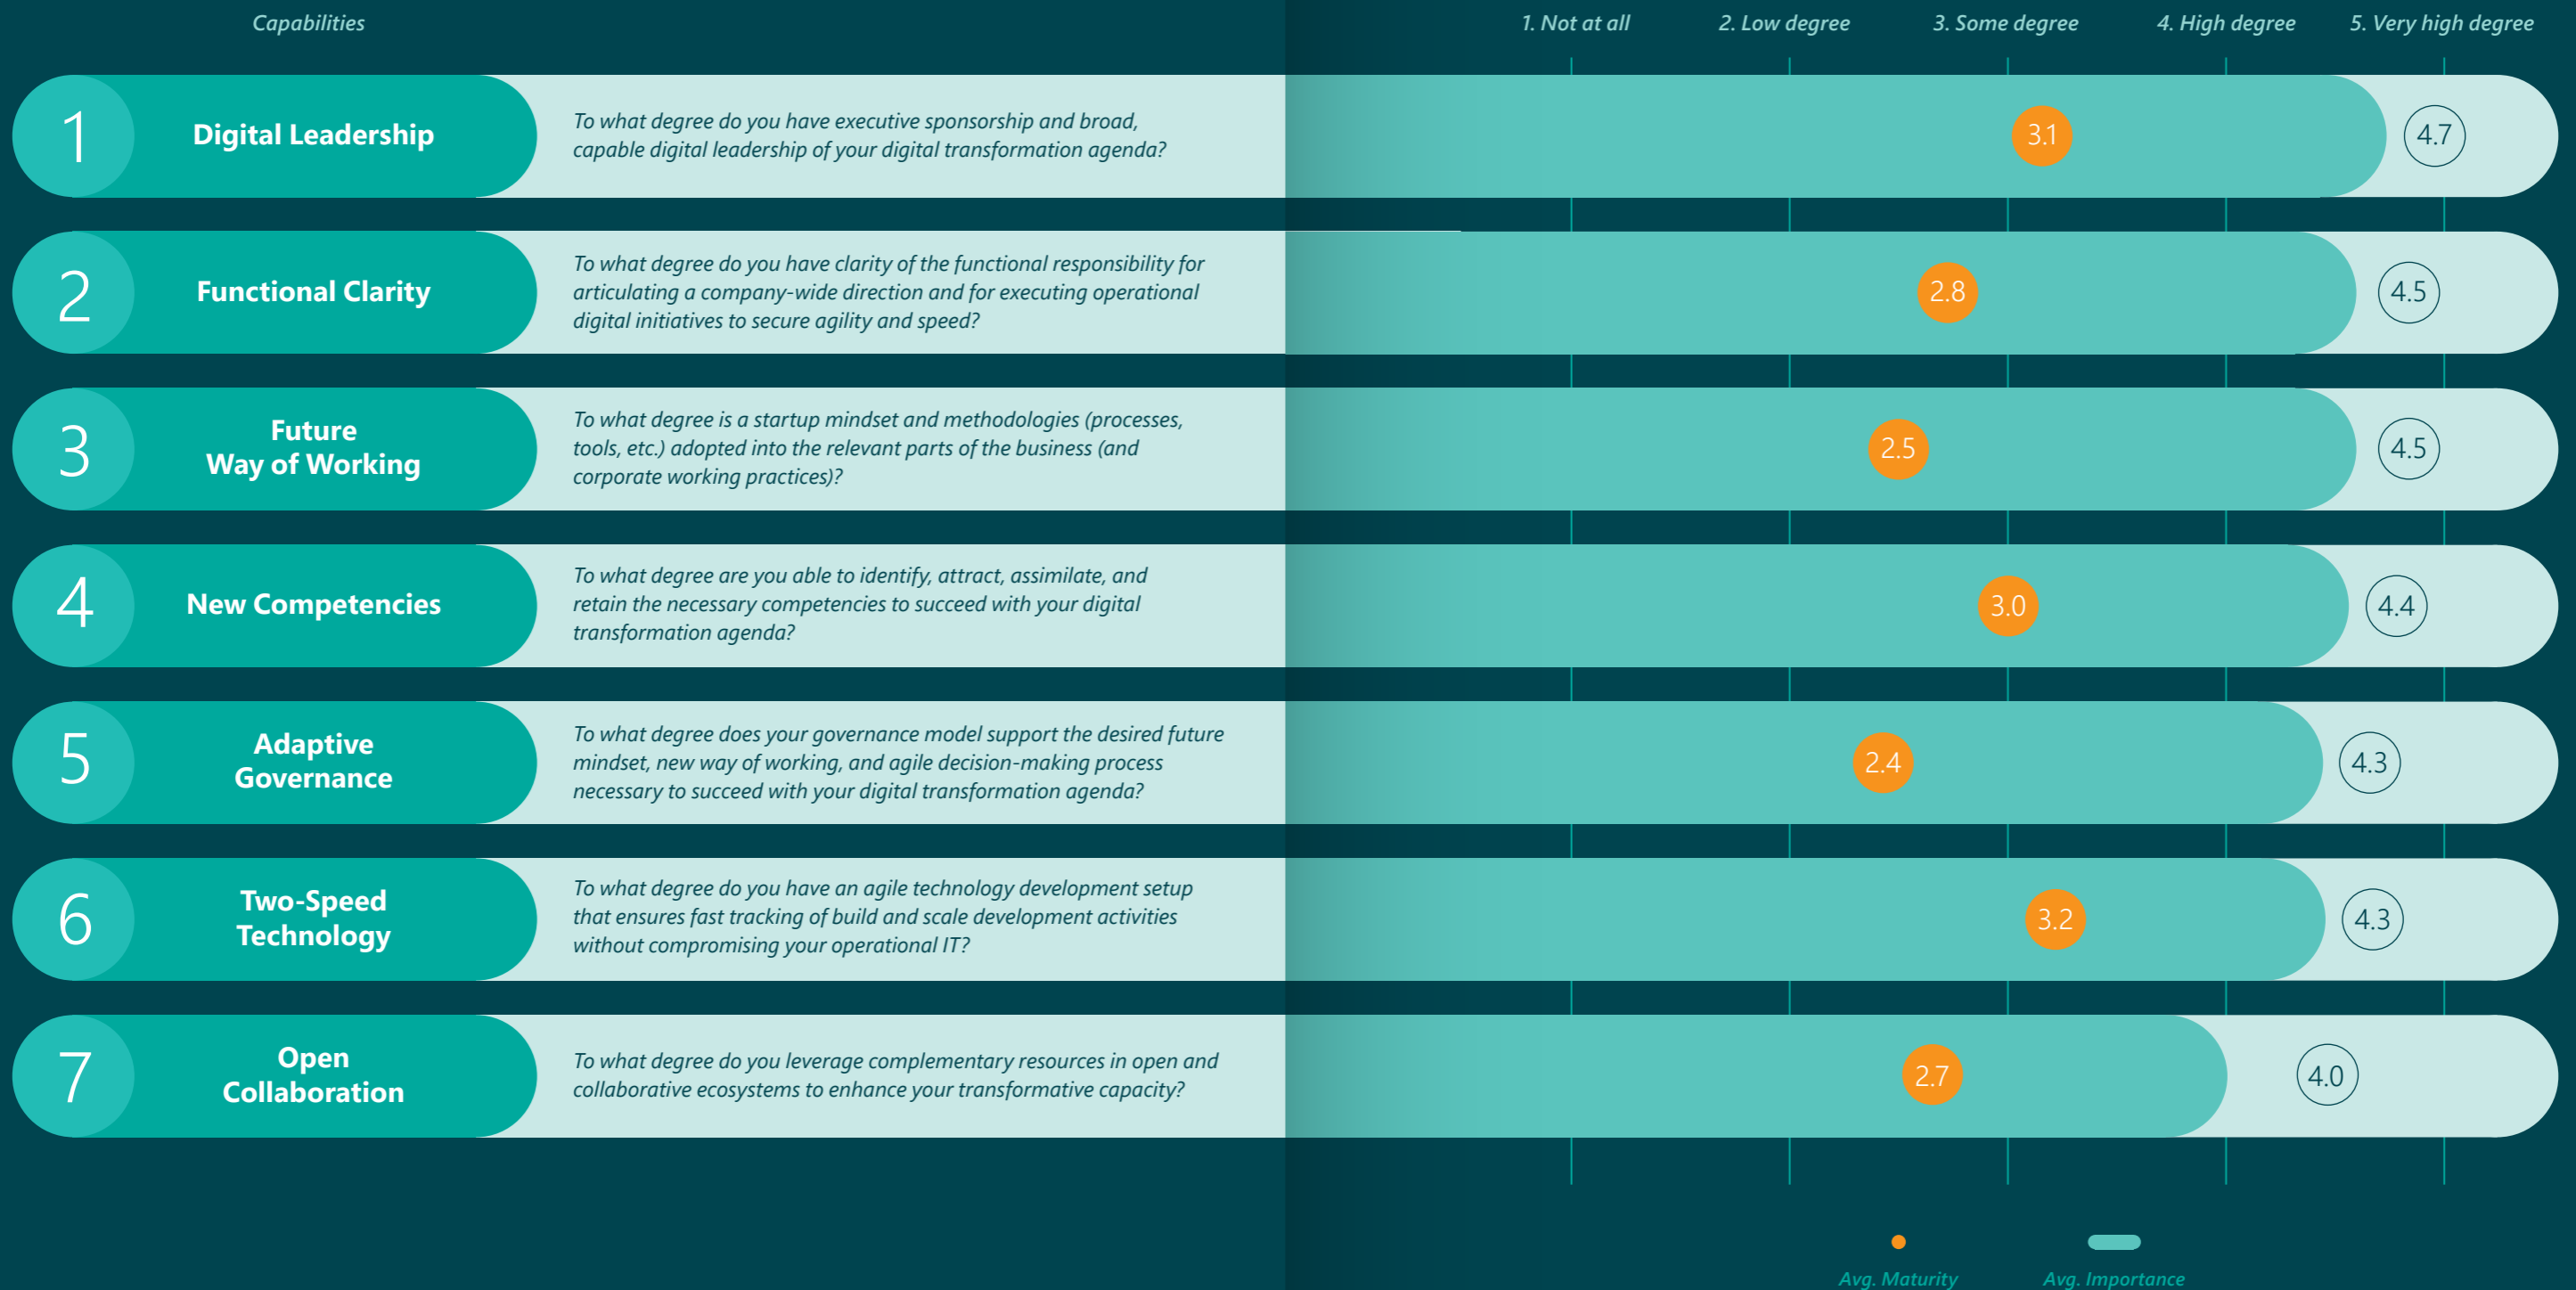 Capabilities
1. Not at all
2. Low degree
3. Some degree
4. High degree
5. Very high degree
1
Digital Leadership
To what degree do you have executive sponsorship and broad,
capable digital leadership of your digital transformation agenda?
3.1
4.7
2
Functional Clarity
To what degree do you have clarity of the functional responsibility for
articulating a company-wide direction and for executing operational
digital initiatives to secure agility and speed?
2.8
4.5
3
Future
Way of Working
To what degree is a startup mindset and methodologies (processes,
tools, etc.) adopted into the relevant parts of the business (and
corporate working practices)?
2.5
4.5
4
New Competencies
To what degree are you able to identify, attract, assimilate, and
retain the necessary competencies to succeed with your digital
transformation agenda?
3.0
4.4
5
Adaptive
Governance
To what degree does your governance model support the desired future
mindset, new way of working, and agile decision-making process
necessary to succeed with your digital transformation agenda?
2.4
4.3
6
Two-Speed
Technology
To what degree do you have an agile technology development setup
that ensures fast tracking of build and scale development activities
without compromising your operational IT?
3.2
4.3
7
Open
Collaboration
To what degree do you leverage complementary resources in open and
collaborative ecosystems to enhance your transformative capacity?
2.7
4.0
Avg. Maturity
Avg. Importance